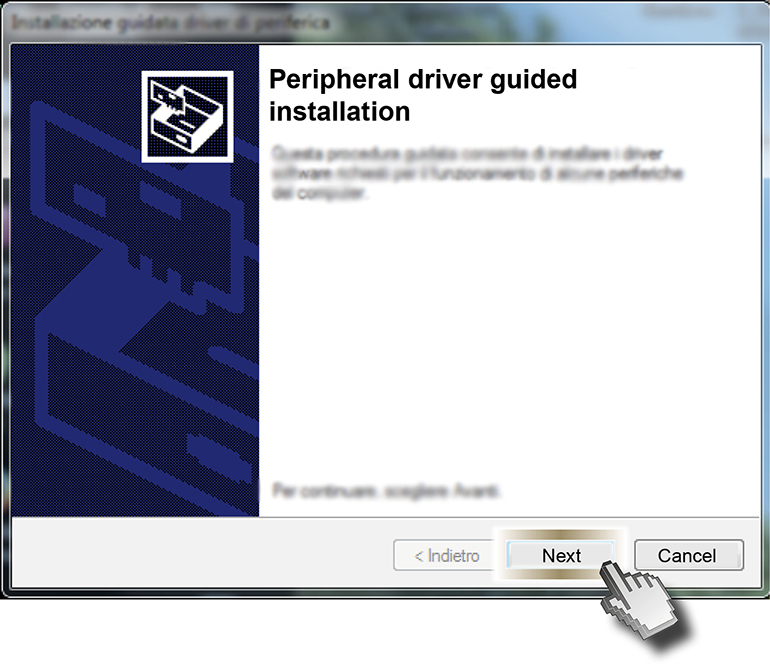 Installazione guidata driver di periferica
Peripheral driver guided
installation
Questa procedura guidata consente di installare i driver
software richiesti per il funzionamento di alcune periferiche
del computer.
Per continuare, scegliere Avanti.
< Indietro
Next
Cancel